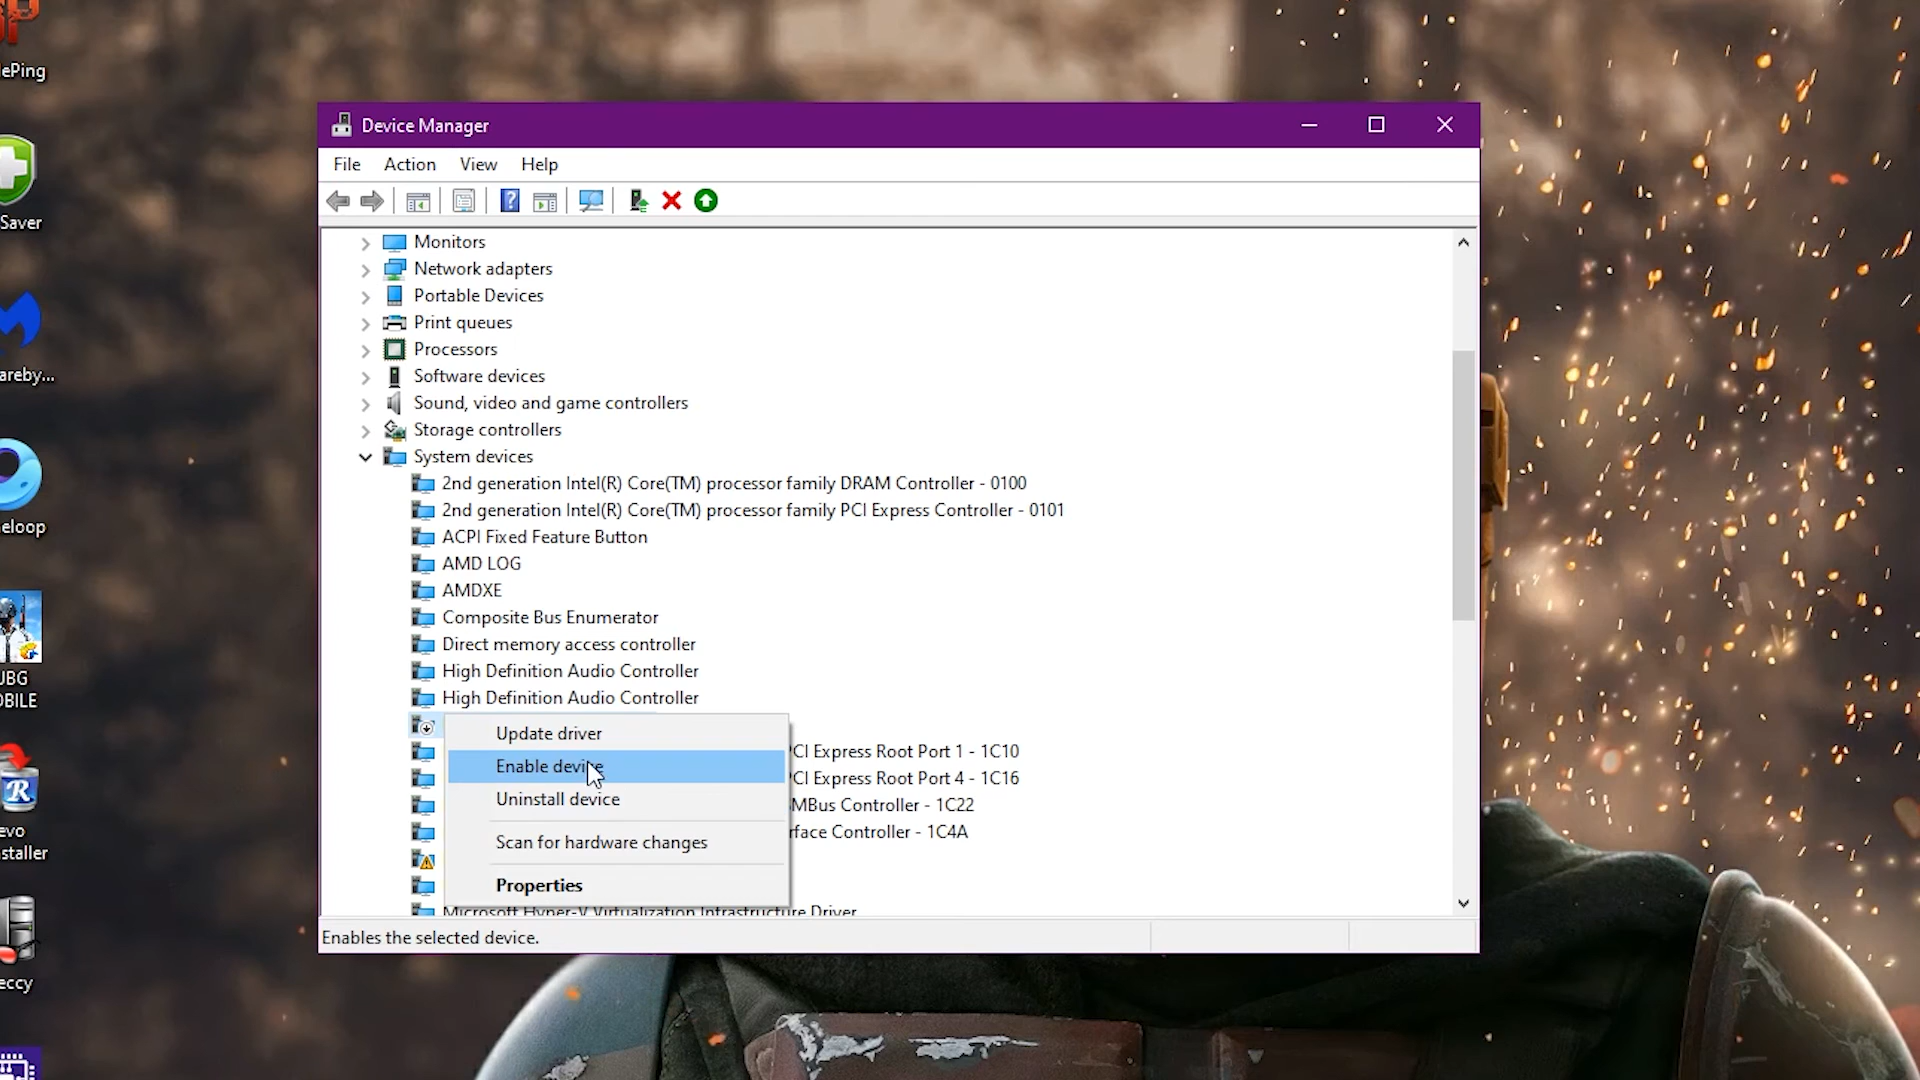 ePing
Saver
areby...
eloop
UBG
OBILE
R
evo
staller
eccy
Device Manager
File Action View Help
Monitors
Network adapters
Portable Devices
Print queues
Processors
Software devices
Sound, video and game controllers
Storage controllers
System devices
2nd generation Intel(R) Core(TM) processor family DRAM Controller - 0100
2nd generation Intel(R) Core(TM) processor family PCI Express Controller - 0101
ACPI Fixed Feature Button
AMD LOG
AMDXE
Composite Bus Enumerator
Direct memory access controller
High Definition Audio Controller
High Definition Audio Controller
Update driver
CI Express Root Port 1 - 1C10
Enable device
CI Express Root Port 4 - 1C16
Uninstall device
MBus Controller - 1C22
rface Controller - 1C4A
Scan for hardware changes
Properties
Microsoft Hyper-V Virtualization Infrastructure Driver
Enables the selected device.